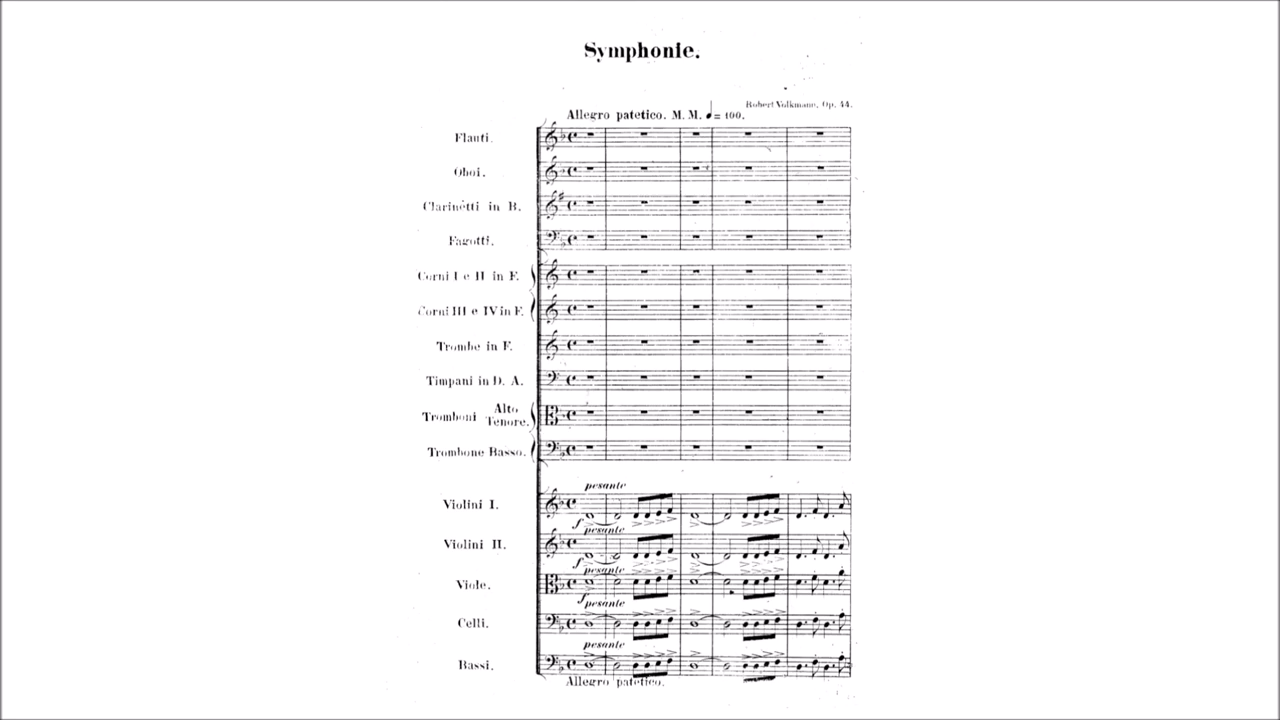 Symphonie.
Robert Volkmann, Op. 44.
Allegro patetico. M. M. ♩= 100.
Flauti.
Oboi.
Clarinetti in B.
Fagotti.
Corni I e II in F.
Corni III e IV in F.
Trombe in F.
Timpani in D. A.
Tromboni Alto
Tenore.
Trombone Basso.
pesante
Violini I.
f
pesante
Violini II.
f
pesante
Viole.
f
pesante
Celli.
pesante
Bassi.
Allegro patetico.